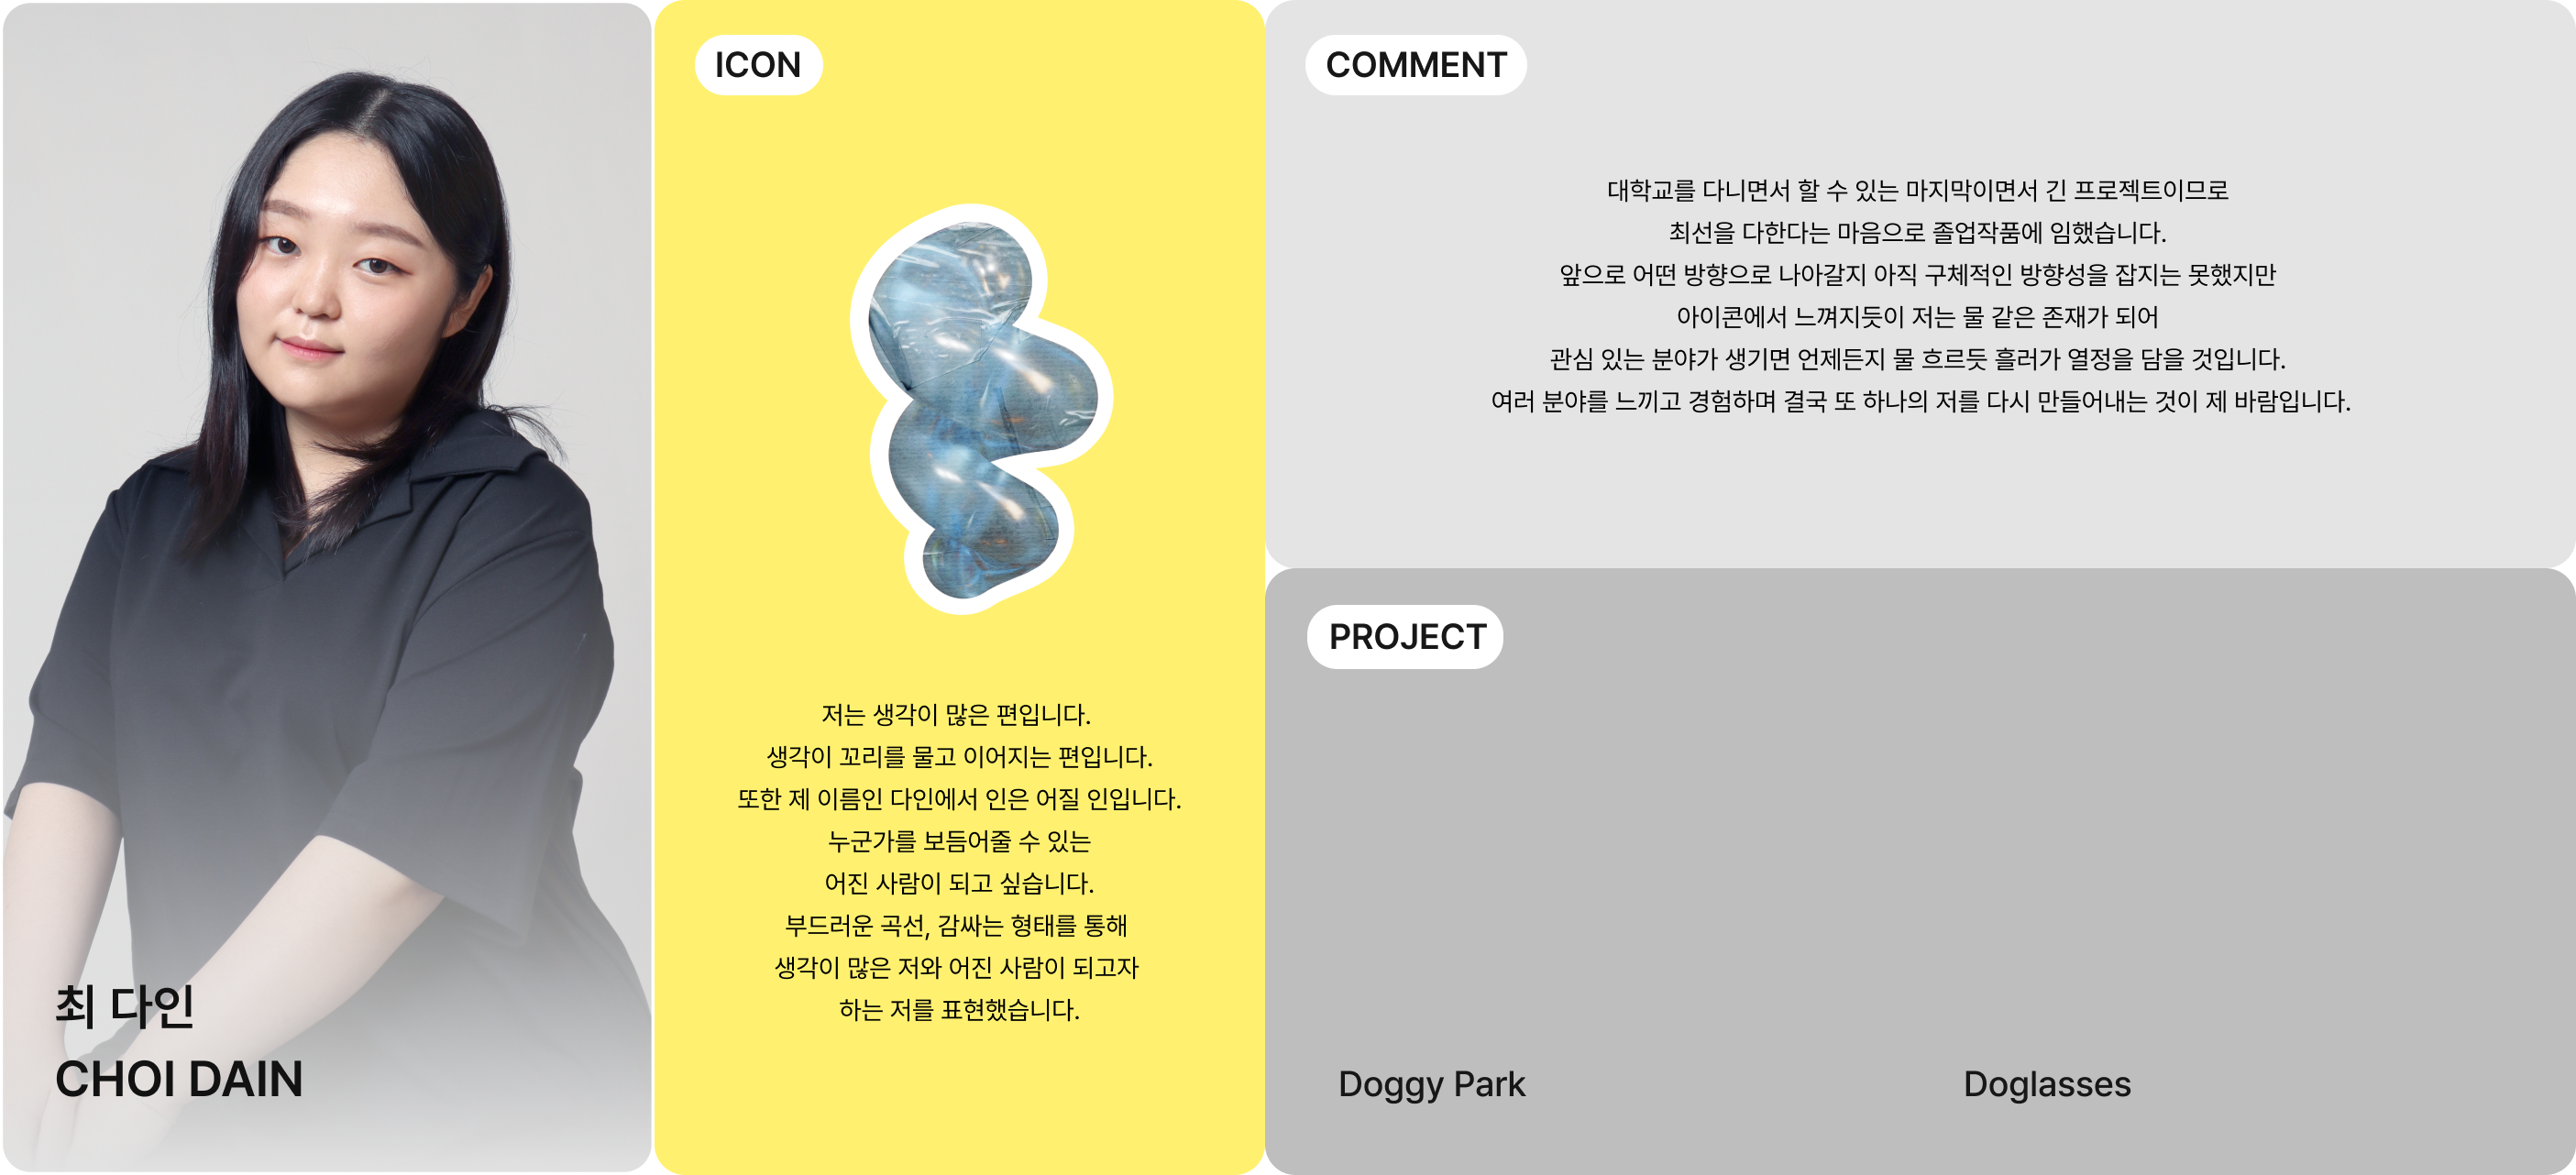 최 다인
CHOI DAIN
ICON
저는 생각이 많은 편입니다.
생각이 꼬리를 물고 이어지는 편입니다.
또한 제 이름인 다인에서 인은 어질 인입니다.
누군가를 보듬어줄 수 있는
어진 사람이 되고 싶습니다.
부드러운 곡선, 감싸는 형태를 통해
생각이 많은 저와 어진 사람이 되고자
하는 저를 표현했습니다.
COMMENT
대학교를 다니면서 할 수 있는 마지막이면서 긴 프로젝트이므로
최선을 다한다는 마음으로 졸업작품에 임했습니다.
앞으로 어떤 방향으로 나아갈지 아직 구체적인 방향성을 잡지는 못했지만
아이콘에서 느껴지듯이 저는 물 같은 존재가 되어
관심 있는 분야가 생기면 언제든지 물 흐르듯 흘러가 열정을 담을 것입니다.
여러 분야를 느끼고 경험하며 결국 또 하나의 저를 다시 만들어내는 것이 제 바람입니다.
PROJECT
Doggy Park
Doglasses